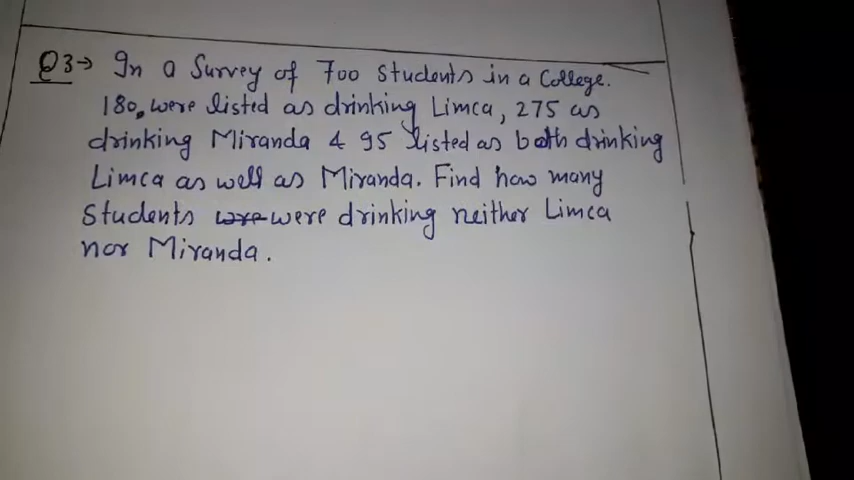 Q3→ In a Survey of 700 students in a College.
180, were listed as drinking Limca, 275 as
drinking Miranda & 95 listed as both drinking
Limca as well as Miranda. Find how many
Students were were drinking neither Limca
nor Miranda.